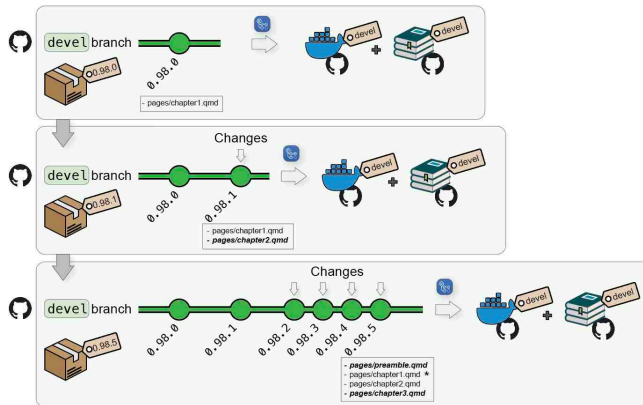 devel branch
0.98.0
devel
+
devel
0.98.0
- pages/chapter1.qmd
Changes
devel branch
0.98.1
devel
+
devel
0.98.0
0.98.1
- pages/chapter1.qmd
- pages/chapter2.qmd
Changes
devel branch
0.98.5
devel
+
devel
0.98.0
0.98.1
0.98.2
0.98.3
0.98.4
0.98.5
- pages/preamble.qmd
- pages/chapter1.qmd *
- pages/chapter2.qmd
- pages/chapter3.qmd